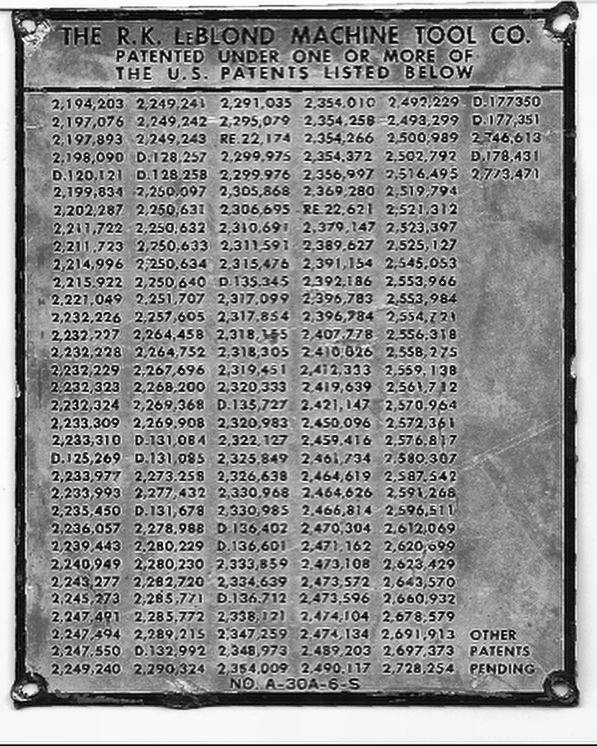 THE R.K. LEBLOND MACHINE TOOL CO.
PATENTED UNDER ONE OR MORE OF
THE U.S. PATENTS LISTED BELOW
2,194,203 2,249,241 2,291,035 2,354,010 2,492,229 D.177350
2,197,076 2,249,242 2,295,079 2,354,258 2,498,299 D.177,351
2,197,893 2,249,243 RE.22,174 2,354,266 2,500,989 2,746,613
2,198,090 D.128,257 2,299,975 2,354,372 2,502,792 D.178,431
D.120,121 D.128,258 2,299,976 2,356,997 2,516,495 2,773,471
2,199,834 2,250,097 2,305,868 2,369,280 2,519,794
2,202,287 2,250,631 2,306,695 RE.22,621 2,521,312
2,211,722 2,250,632 2,310,691 2,379,147 2,523,397
2,211,723 2,250,633 2,311,591 2,389,627 2,525,127
2,214,996 2,250,634 2,315,476 2,391,154 2,545,053
2,215,922 2,250,640 D.135,345 2,392,186 2,553,966
2,221,049 2,251,707 2,317,099 2,396,783 2,553,984
2,232,226 2,257,605 2,317,854 2,396,784 2,554,721
2,232,227 2,264,458 2,407,778 2,556,318
2,232,228 2,264,752 2,318,305 2,410,026 2,558,275
2,232,229 2,267,696 2,319,451 2,412,333 2,559,138
2,232,323 2,268,200 2,320,333 2,419,639 2,561,712
2,232,324 2,269,368 D.135,727 2,421,147 2,570,964
2,233,309 2,269,908 2,320,983 2,450,096 2,572,361
2,233,310 D.131,084 2,322,127 2,459,416 2,576,817
D.125,269 D.131,085 2,325,849 2,461,734 2,580,307
2,233,977 2,273,258 2,326,638 2,464,619 2,587,542
2,233,993 2,277,432 2,330,968 2,464,626 2,591,268
2,235,450 D.131,678 2,330,985 2,466,814 2,596,511
2,236,057 2,278,988 D.136,402 2,470,304 2,612,069
2,239,443 2,280,229 D.136,601 2,471,162 2,620,699
2,240,949 2,280,230 2,333,859 2,473,108 2,623,429
2,243,277 2,282,720 2,334,639 2,473,572 2,643,570
2,245,273 2,285,771 D.136,712 2,473,596 2,660,932
2,247,491 2,285,772 2,338,121 2,474,104 2,678,579
2,247,494 2,289,215 2,347,259 2,474,134 2,691,913 OTHER
2,247,550 D.132,992 2,348,973 2,489,203 2,697,373 PATENTS
2,249,240 2,290,324 2,354,009 2,490,117 2,728,254 PENDING
NO. A-30A-6-S